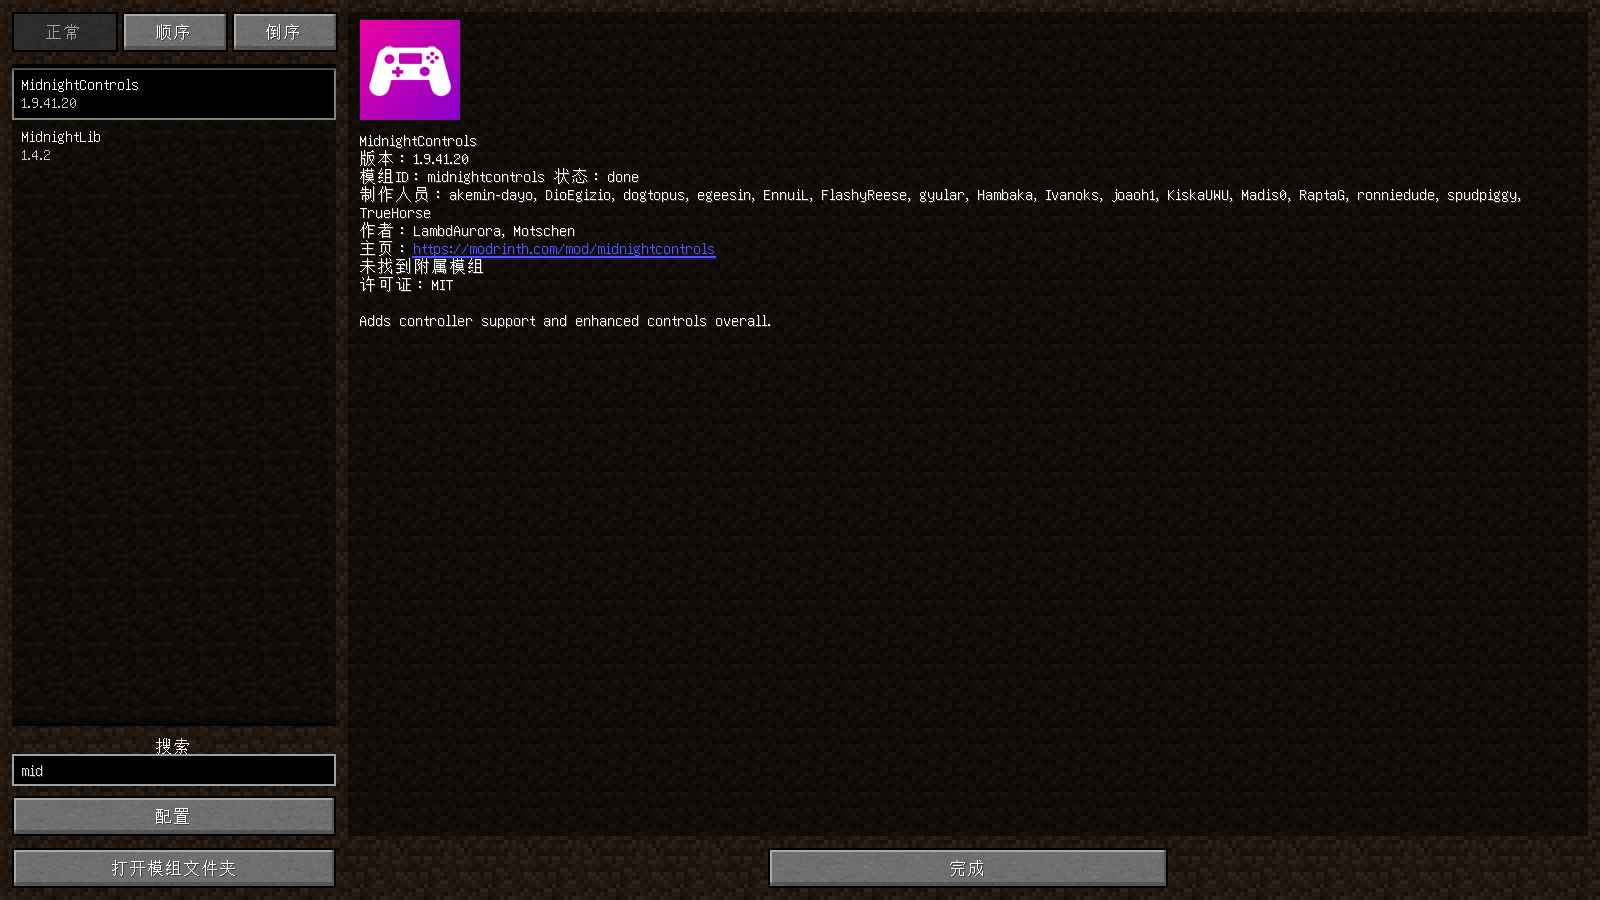 正常
顺序
倒序
MidnightControls
1.9.41.20
MidnightLib
1.4.2
搜索
mid
配置
打开模组文件夹
MidnightControls
版本：1.9.41.20
模组ID：midnightcontrols 状态：done
制作人员：akemin-dayo, DioEgizio, dogtopus, egeesin, EnnuiL, FlashyReese, gyular, Hambaka, Ivanoks, joaoh1, KiskaUWU, Madis0, RaptaG, ronniedude, spudpiggy,
TrueHorse
作者：LambdAurora, Motschen
主页：https://modrinth.com/mod/midnightcontrols
未找到附属模组
许可证：MIT
Adds controller support and enhanced controls overall.
完成